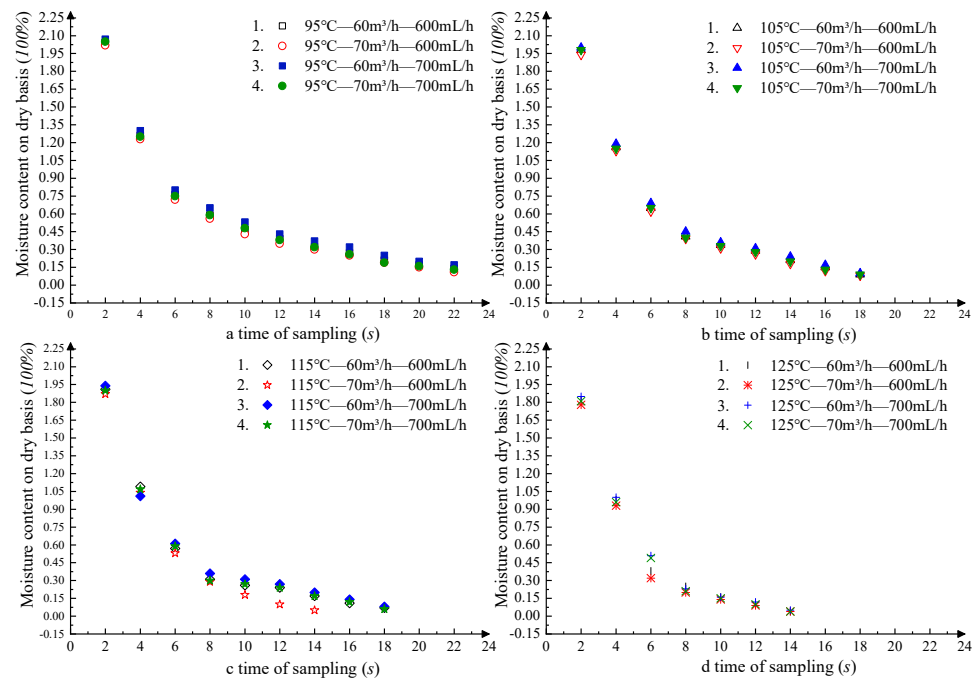 Moisture content on dry basis (100%)
2.25
2.10
1.95
1.80
1.65
1.50
1.35
1.20
1.05
0.90
0.75
0.60
0.45
0.30
0.15
0.00
-0.15
1. 95℃—60m³/h—600mL/h
2. 95℃—70m³/h—600mL/h
3. 95℃—60m³/h—700mL/h
4. 95℃—70m³/h—700mL/h
0 2 4 6 8 10 12 14 16 18 20 22 24
a time of sampling (s)
Moisture content on dry basis (100%)
2.25
2.10
1.95
1.80
1.65
1.50
1.35
1.20
1.05
0.90
0.75
0.60
0.45
0.30
0.15
0.00
-0.15
1. 105℃—60m³/h—600mL/h
2. 105℃—70m³/h—600mL/h
3. 105℃—60m³/h—700mL/h
4. 105℃—70m³/h—700mL/h
0 2 4 6 8 10 12 14 16 18 20 22 24
b time of sampling (s)
Moisture content on dry basis (100%)
2.25
2.10
1.95
1.80
1.65
1.50
1.35
1.20
1.05
0.90
0.75
0.60
0.45
0.30
0.15
0.00
-0.15
1. 115℃—60m³/h—600mL/h
2. 115℃—70m³/h—600mL/h
3. 115℃—60m³/h—700mL/h
4. 115℃—70m³/h—700mL/h
0 2 4 6 8 10 12 14 16 18 20 22 24
c time of sampling (s)
Moisture content on dry basis (100%)
2.25
2.10
1.95
1.80
1.65
1.50
1.35
1.20
1.05
0.90
0.75
0.60
0.45
0.30
0.15
0.00
-0.15
1. 125℃—60m³/h—600mL/h
2. 125℃—70m³/h—600mL/h
3. 125℃—60m³/h—700mL/h
4. 125℃—70m³/h—700mL/h
0 2 4 6 8 10 12 14 16 18 20 22 24
d time of sampling (s)